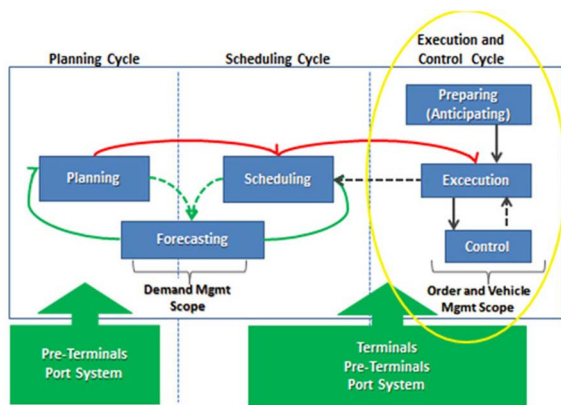 Planning Cycle
Scheduling Cycle
Execution and
Control Cycle
Preparing
(Anticipating)
Planning
Scheduling
Excecution
Forecasting
Control
Demand Mgmt
Scope
Order and Vehicle
Mgmt Scope
Pre-Terminals
Port System
Terminals
Pre-Terminals
Port System